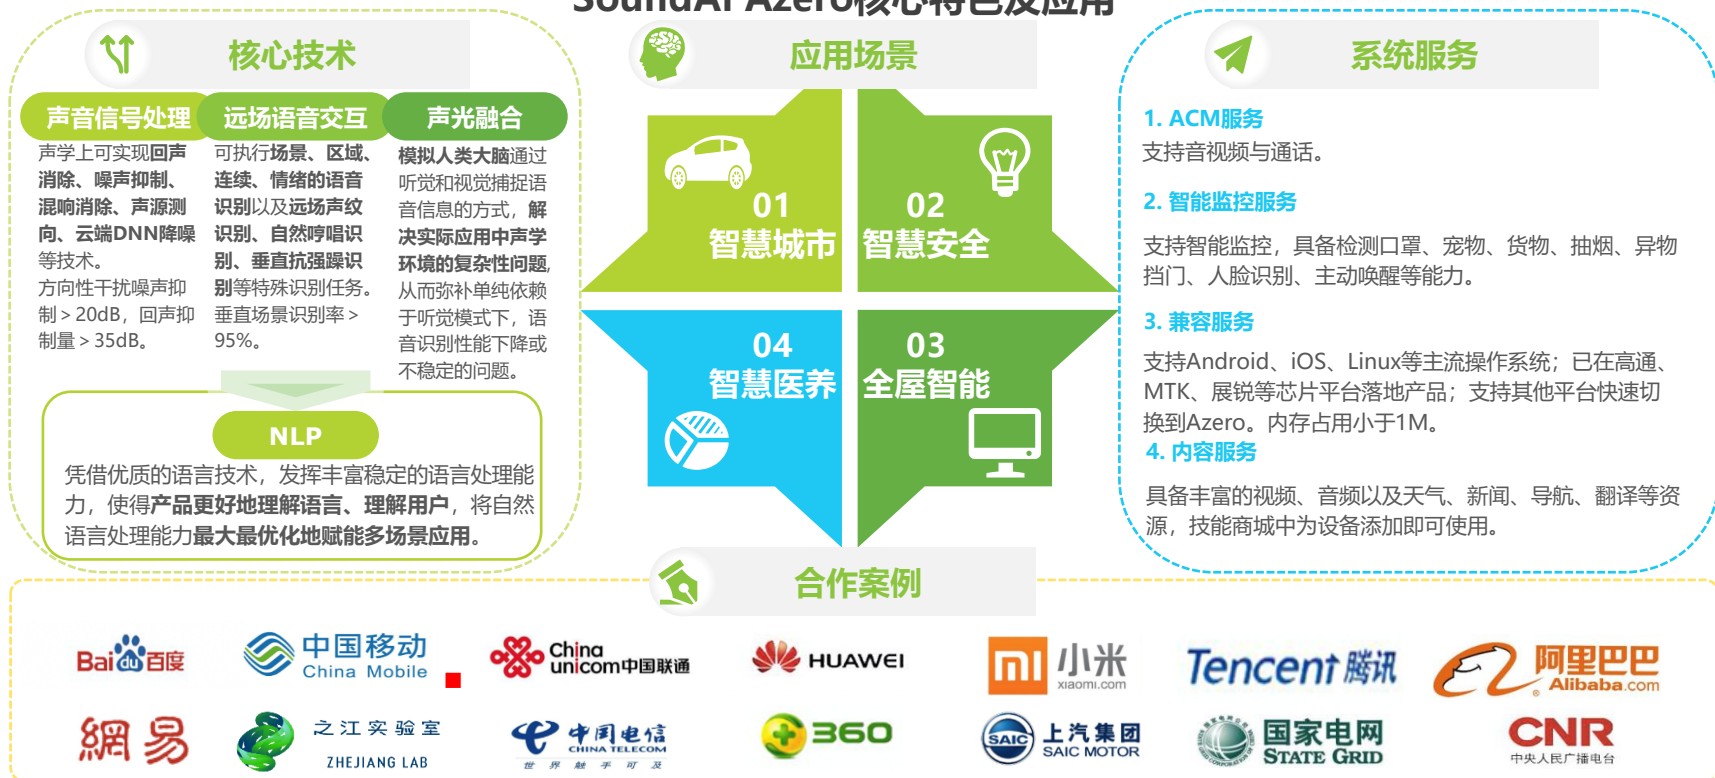 SoundAI Azero核心特色及应用
核心技术
声音信号处理
声学上可实现回声
消除、噪声抑制、
混响消除、声源测
向、云端DNN降噪
等技术。
方向性干扰噪声抑
制＞20dB，回声抑
制量＞35dB。
远场语音交互
可执行场景、区域、
连续、情绪的语音
识别以及远场声纹
识别、自然哼唱识
别、垂直抗强躁识
别等特殊识别任务。
垂直场景识别率＞
95%。
声光融合
模拟人类大脑通过
听觉和视觉捕捉语
音信息的方式，解
决实际应用中声学
环境的复杂性问题,
从而弥补单纯依赖
于听觉模式下，语
音识别性能下降或
不稳定的问题。
NLP
凭借优质的语言技术，发挥丰富稳定的语言处理能
力，使得产品更好地理解语言、理解用户，将自然
语言处理能力最大最优化地赋能多场景应用。
应用场景
01
智慧城市
02
智慧安全
04
智慧医养
03
全屋智能
系统服务
1. ACM服务
支持音视频与通话。
2. 智能监控服务
支持智能监控，具备检测口罩、宠物、货物、抽烟、异物
挡门、人脸识别、主动唤醒等能力。
3. 兼容服务
支持Android、iOS、Linux等主流操作系统；已在高通、
MTK、展锐等芯片平台落地产品；支持其他平台快速切
换到Azero。内存占用小于1M。
4. 内容服务
具备丰富的视频、音频以及天气、新闻、导航、翻译等资
源，技能商城中为设备添加即可使用。
合作案例
Bai du 百度
中国移动
China Mobile
China
unicom中国联通
HUAWEI
小米
xiaomi.com
Tencent 腾讯
阿里巴巴
Alibaba.com
網易
之江实验室
ZHEJIANG LAB
中国电信
CHINA TELECOM
世界触手可及
360
SAIC
上汽集团
SAIC MOTOR
国家电网
STATE GRID
CNR
中央人民广播电台